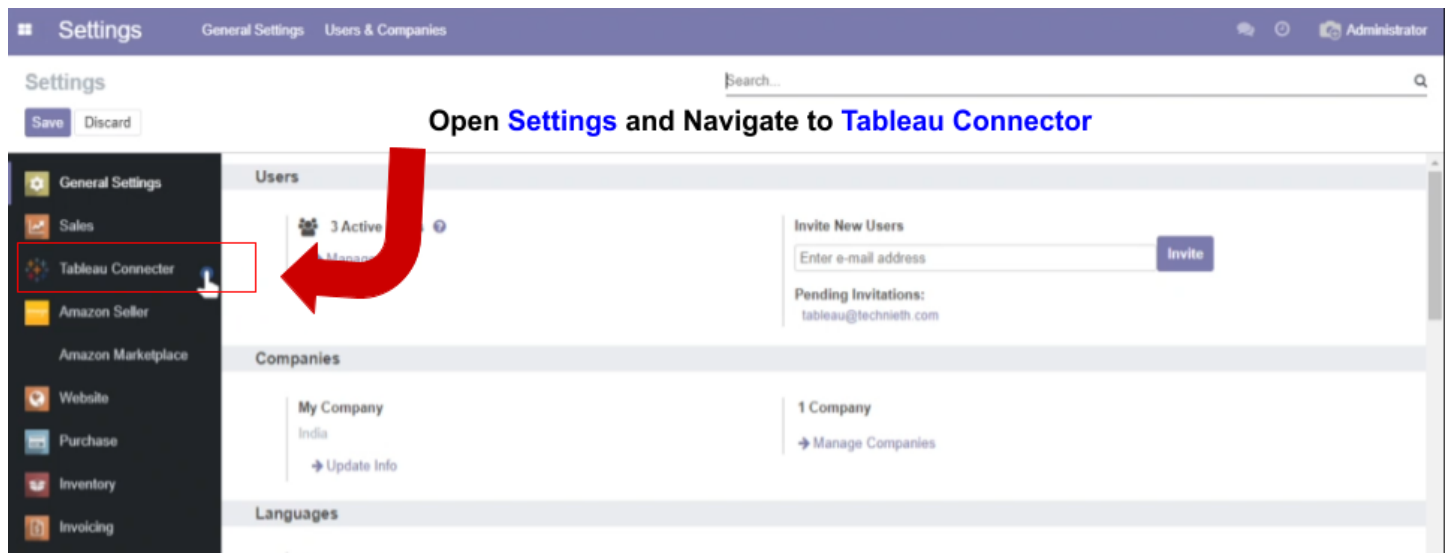 Settings General Settings Users & Companies Administrator
Settings
Search...
Save Discard
Open Settings and Navigate to Tableau Connector
General Settings
Sales
Tableau Connecter
Amazon Seller
Amazon Marketplace
Website
Purchase
Inventory
Invoicing
Users
3 Active
Invite New Users
Enter e-mail address
Invite
Pending Invitations:
tableau@technieth.com
Companies
My Company
India
Update Info
1 Company
Manage Companies
Languages